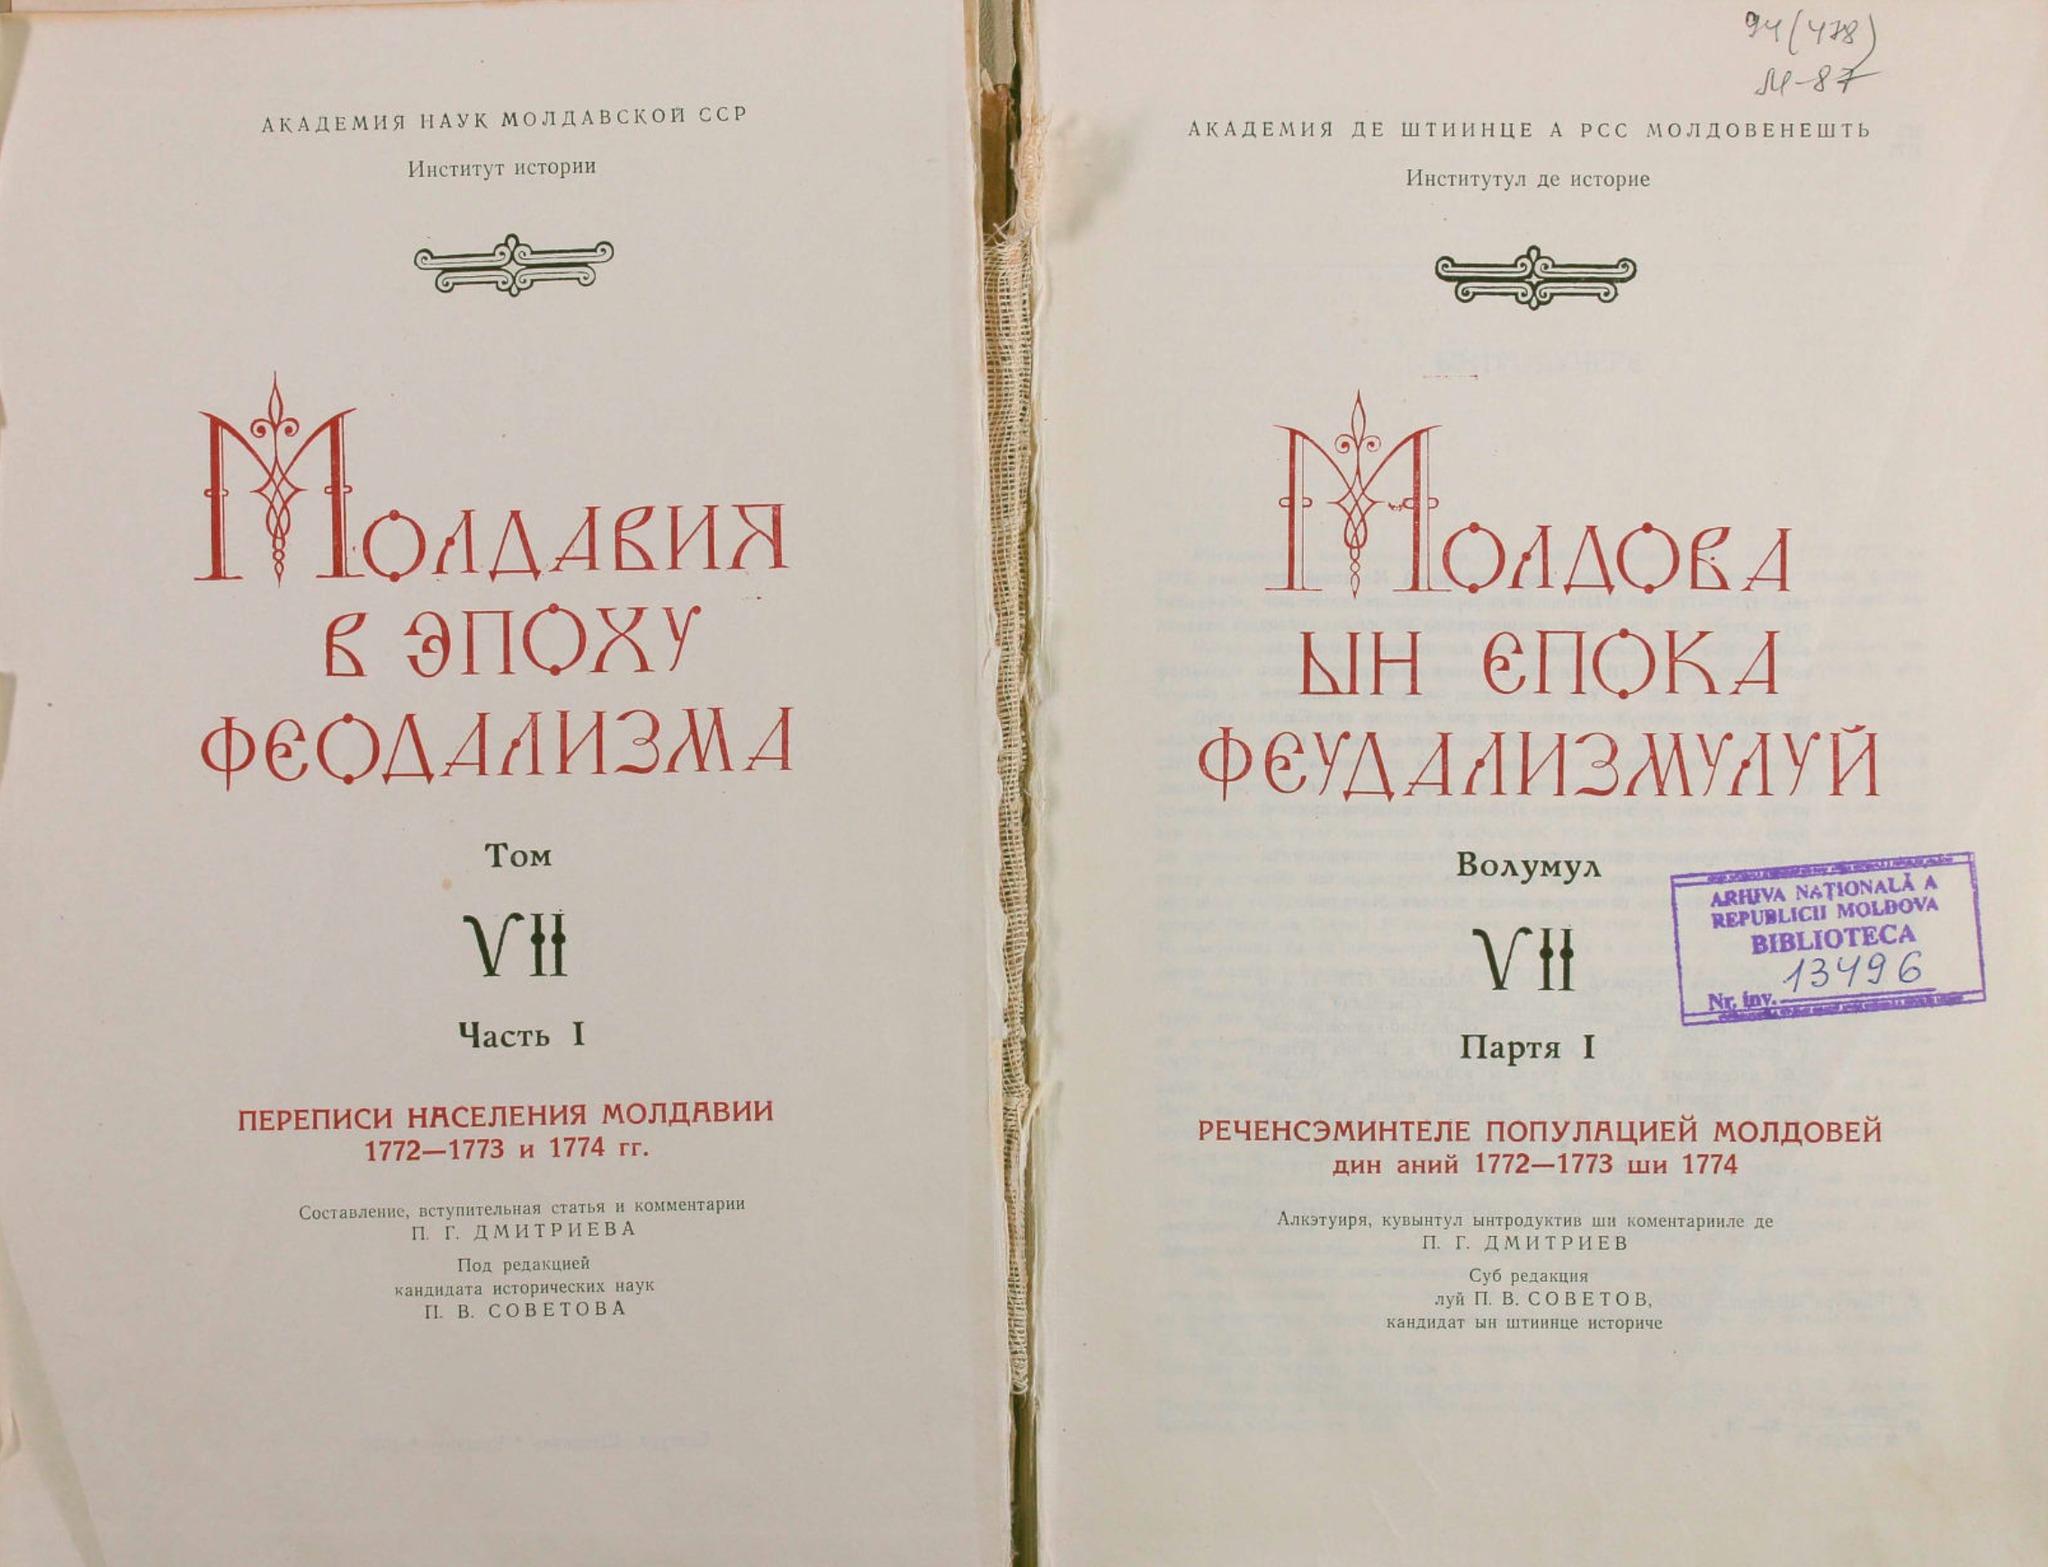 АКАДЕМИЯ НАУК МОЛДАВСКОЙ ССР
Институт истории
МОЛДАВИЯ
В ЭПОХУ
ФЕОДАЛИЗМА
Том
VII
Часть I
ПЕРЕПИСИ НАСЕЛЕНИЯ МОЛДАВИИ
1772—1773 и 1774 гг.
Составление, вступительная статья и комментарии
П. Г. ДМИТРИЕВА
Под редакцией
кандидата исторических наук
П. В. СОВЕТОВА
94(478)
М-87
АКАДЕМИЯ ДЕ ШТИИНЦЕ А РСС МОЛДОВЕНЕШТЬ
Институтул де историе
МОЛДОВА
ЫН ЕПОКА
ФЕУДАЛИЗМУЛУЙ
Волумул
VII
Партя I
ARHIVA NAȚIONALĂ A
REPUBLICII MOLDOVA
BIBLIOTECA
Nr. inv. 13496
РЕЧЕНСЭМИНТЕЛЕ ПОПУЛАЦИЕЙ МОЛДОВЕЙ
дин аний 1772—1773 ши 1774
Алкэтуиря, кувынтул ынтродуктив ши коментарииле де
П. Г. ДМИТРИЕВ
Суб редакция
луй П. В. СОВЕТОВ,
кандидат ын штиинце историче